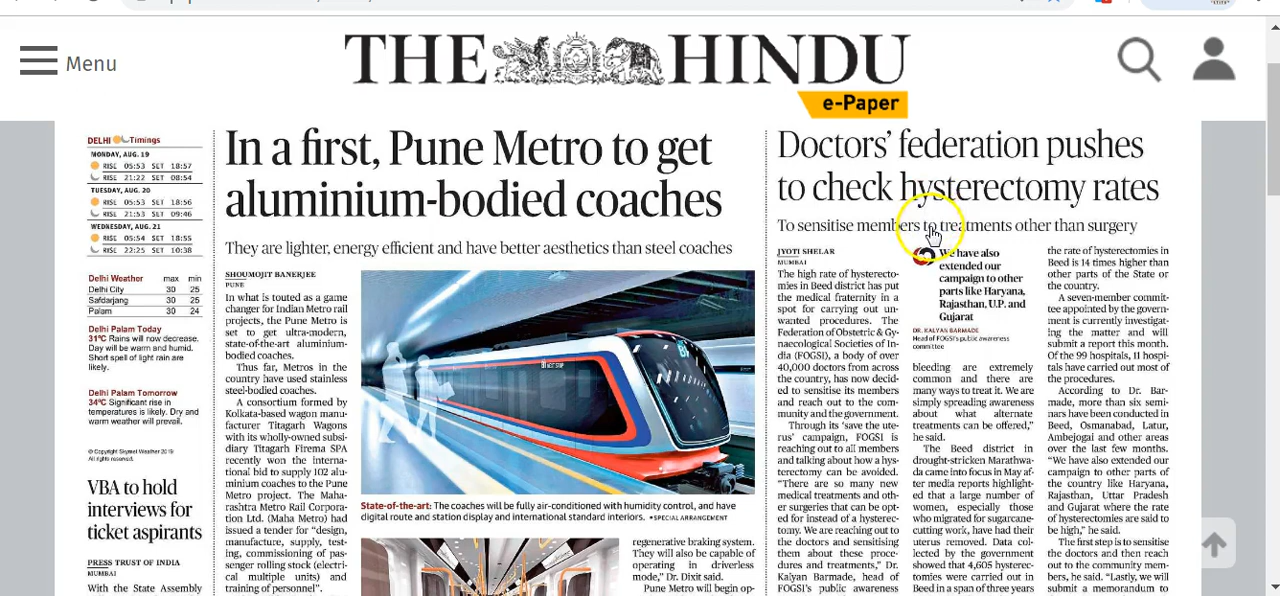 Menu
THE HINDU
e-Paper
DELHI Timings
MONDAY, AUG. 19
RISE 05:53 SET 18:57
RISE 21:22 SET 08:54
TUESDAY, AUG. 20
RISE 05:53 SET 18:56
RISE 21:53 SET 09:46
WEDNESDAY, AUG. 21
RISE 05:54 SET 18:55
RISE 22:25 SET 10:38
Delhi Weather max min
Delhi City 30 25
Safdarjang 30 25
Palam 30 24
Delhi Palam Today
31°C Rains will now decrease.
Day will be warm and humid.
Short spell of light rain are
likely.
Delhi Palam Tomorrow
34°C Significant rise in
temperatures is likely. Dry and
warm weather will prevail.
© Copyright Skymet Weather 2019
All rights reserved.
VBA to hold
interviews for
ticket aspirants
PRESS TRUST OF INDIA
MUMBAI
With the State Assembly
In a first, Pune Metro to get
aluminium-bodied coaches
They are lighter, energy efficient and have better aesthetics than steel coaches
SHOUMOJIT BANERJEE
PUNE
In what is touted as a game
changer for Indian Metro rail
projects, the Pune Metro is
set to get ultra-modern,
state-of-the-art aluminium-
bodied coaches.
Thus far, Metros in the
country have used stainless
steel-bodied coaches.
A consortium formed by
Kolkata-based wagon manu-
facturer Titagarh Wagons
with its wholly-owned subsi-
diary Titagarh Firema SPA
recently won the interna-
tional bid to supply 102 alu-
minium coaches to the Pune
Metro project. The Maha-
rashtra Metro Rail Corpora-
tion Ltd. (Maha Metro) had
issued a tender for "design,
manufacture, supply, test-
ing, commissioning of pas-
senger rolling stock (electri-
cal multiple units) and
training of personnel".
State-of-the-art: The coaches will be fully air-conditioned with humidity control, and have
digital route and station display and international standard interiors. •SPECIAL ARRANGEMENT
regenerative braking system.
They will also be capable of
operating in driverless
mode," Dr. Dixit said.
Pune Metro will begin op-
Doctors' federation pushes
to check hysterectomy rates
To sensitise members to treatments other than surgery
JYOTI SHELAR
MUMBAI
The high rate of hysterecto-
mies in Beed district has put
the medical fraternity in a
spot for carrying out un-
wanted procedures. The
Federation of Obstetric & Gy-
naecological Societies of In-
dia (FOGSI), a body of over
40,000 doctors from across
the country, has now decid-
ed to sensitise its members
and reach out to the com-
munity and the government.
Through its 'save the ute-
rus' campaign, FOGSI is
reaching out to all members
and talking about how a hys-
terectomy can be avoided.
"There are so many new
medical treatments and oth-
er surgeries that can be opt-
ed for instead of a hysterec-
tomy. We are reaching out
to the doctors and sensitising
them about these proce-
dures and treatments," Dr.
Kalyan Barmade, head of
FOGSI's public awareness
We have also
extended our
campaign to other
parts like Haryana,
Rajasthan, U.P. and
Gujarat
DR. KALYAN BARMADE
Head of FOGSI's public awareness
committee
bleeding are extremely
common and there are
many ways to treat it. We are
simply spreading awareness
about what alternate
treatments can be offered,"
he said.
The Beed district in
drought-stricken Marathwa-
da came into focus in May af-
ter media reports highlight-
ed that a large number of
women, especially those
who migrated for sugarcane-
cutting work, have had their
uterus removed. Data col-
lected by the government
showed that 4,605 hysterec-
tomies were carried out in
Beed in a span of three years
the rate of hysterectomies in
Beed is 14 times higher than
other parts of the State or
the country.
A seven-member commit-
tee appointed by the govern-
ment is currently investigat-
ing the matter and will
submit a report this month.
Of the 99 hospitals, 11 hospi-
tals have carried out most of
the procedures.
According to Dr. Bar-
made, more than six semi-
nars have been conducted in
Beed, Osmanabad, Latur,
Ambejogai and other areas
over the last few months.
"We have also extended our
campaign to other parts of
the country like Haryana,
Rajasthan, Uttar Pradesh
and Gujarat where the rate
of hysterectomies are said to
be high," he said.
The first step is to sensitise
the doctors and then reach
out to the community mem-
bers, he said. "Lastly, we will
submit a memorandum to